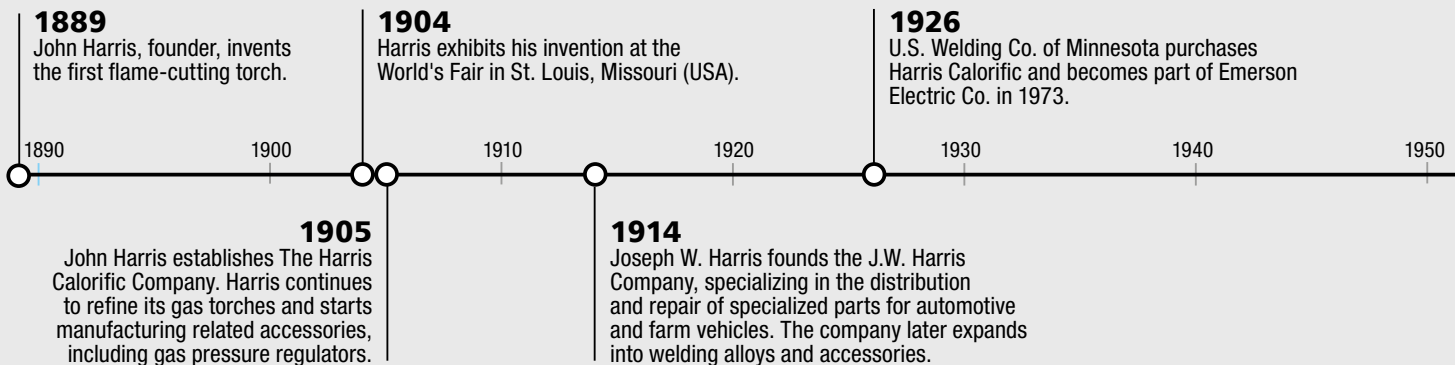 1889
John Harris, founder, invents
the first flame-cutting torch.
1904
Harris exhibits his invention at the
World's Fair in St. Louis, Missouri (USA).
1926
U.S. Welding Co. of Minnesota purchases
Harris Calorific and becomes part of Emerson
Electric Co. in 1973.
1890
1900
1910
1920
1930
1940
1950
1905
John Harris establishes The Harris
Calorific Company. Harris continues
to refine its gas torches and starts
manufacturing related accessories,
including gas pressure regulators.
1914
Joseph W. Harris founds the J.W. Harris
Company, specializing in the distribution
and repair of specialized parts for automotive
and farm vehicles. The company later expands
into welding alloys and accessories.